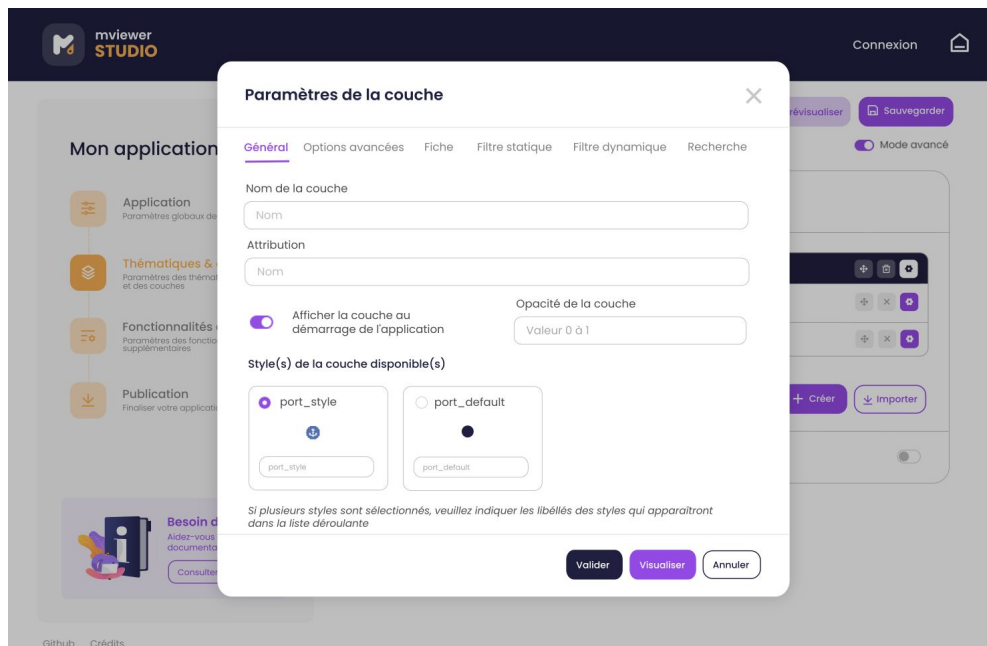 mviewer
STUDIO
Connexion
Mon application
Application
Paramètres globaux de
Thématiques &
Paramètres des thémat
et des couches
Fonctionnalités
Paramètres des fonctio
supplémentaires
Publication
Finaliser votre applicati
Besoin d
Aidez-vous
documenta
Consulter
Github Crédits
révisualiser
Sauvegarder
Mode avancé
+ Créer
Importer
Paramètres de la couche
Général Options avancées Fiche Filtre statique Filtre dynamique Recherche
Nom de la couche
Nom
Attribution
Nom
Afficher la couche au
démarrage de l'application
Opacité de la couche
Valeur 0 à 1
Style(s) de la couche disponible(s)
port_style
port_style
port_default
port_default
Si plusieurs styles sont sélectionnés, veuillez indiquer les libéllés des styles qui apparaîtront
dans la liste déroulante
Valider Visualiser Annuler